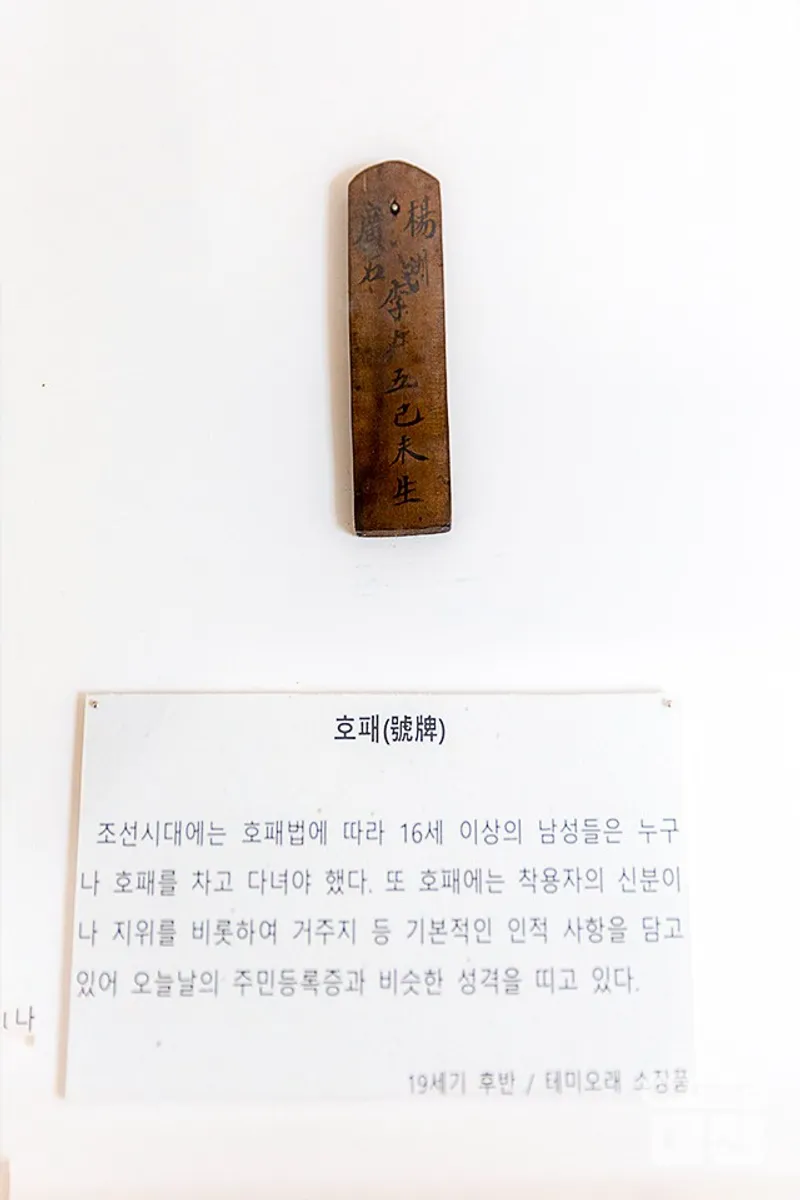 楊
廣石
李
五己未生
호패(號牌)
조선시대에는 호패법에 따라 16세 이상의 남성들은 누구
나 호패를 차고 다녀야 했다. 또 호패에는 착용자의 신분이
나 지위를 비롯하여 거주지 등 기본적인 인적 사항을 담고
있어 오늘날의 주민등록증과 비슷한 성격을 띠고 있다.
나
19세기 후반 / 테미오래 소장품